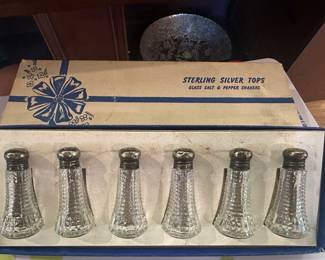 STERLING SILVER TOPS
GLASS SALT & PEPPER SHAKERS